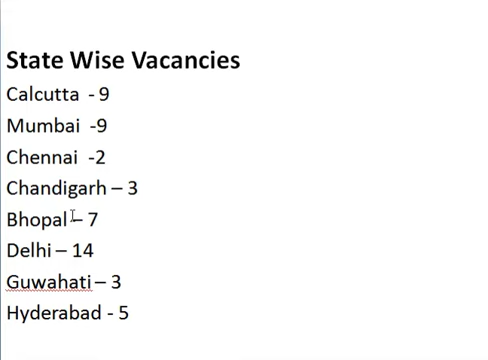 State Wise Vacancies
Calcutta - 9
Mumbai -9
Chennai -2
Chandigarh – 3
Bhopal – 7
Delhi – 14
Guwahati – 3
Hyderabad - 5